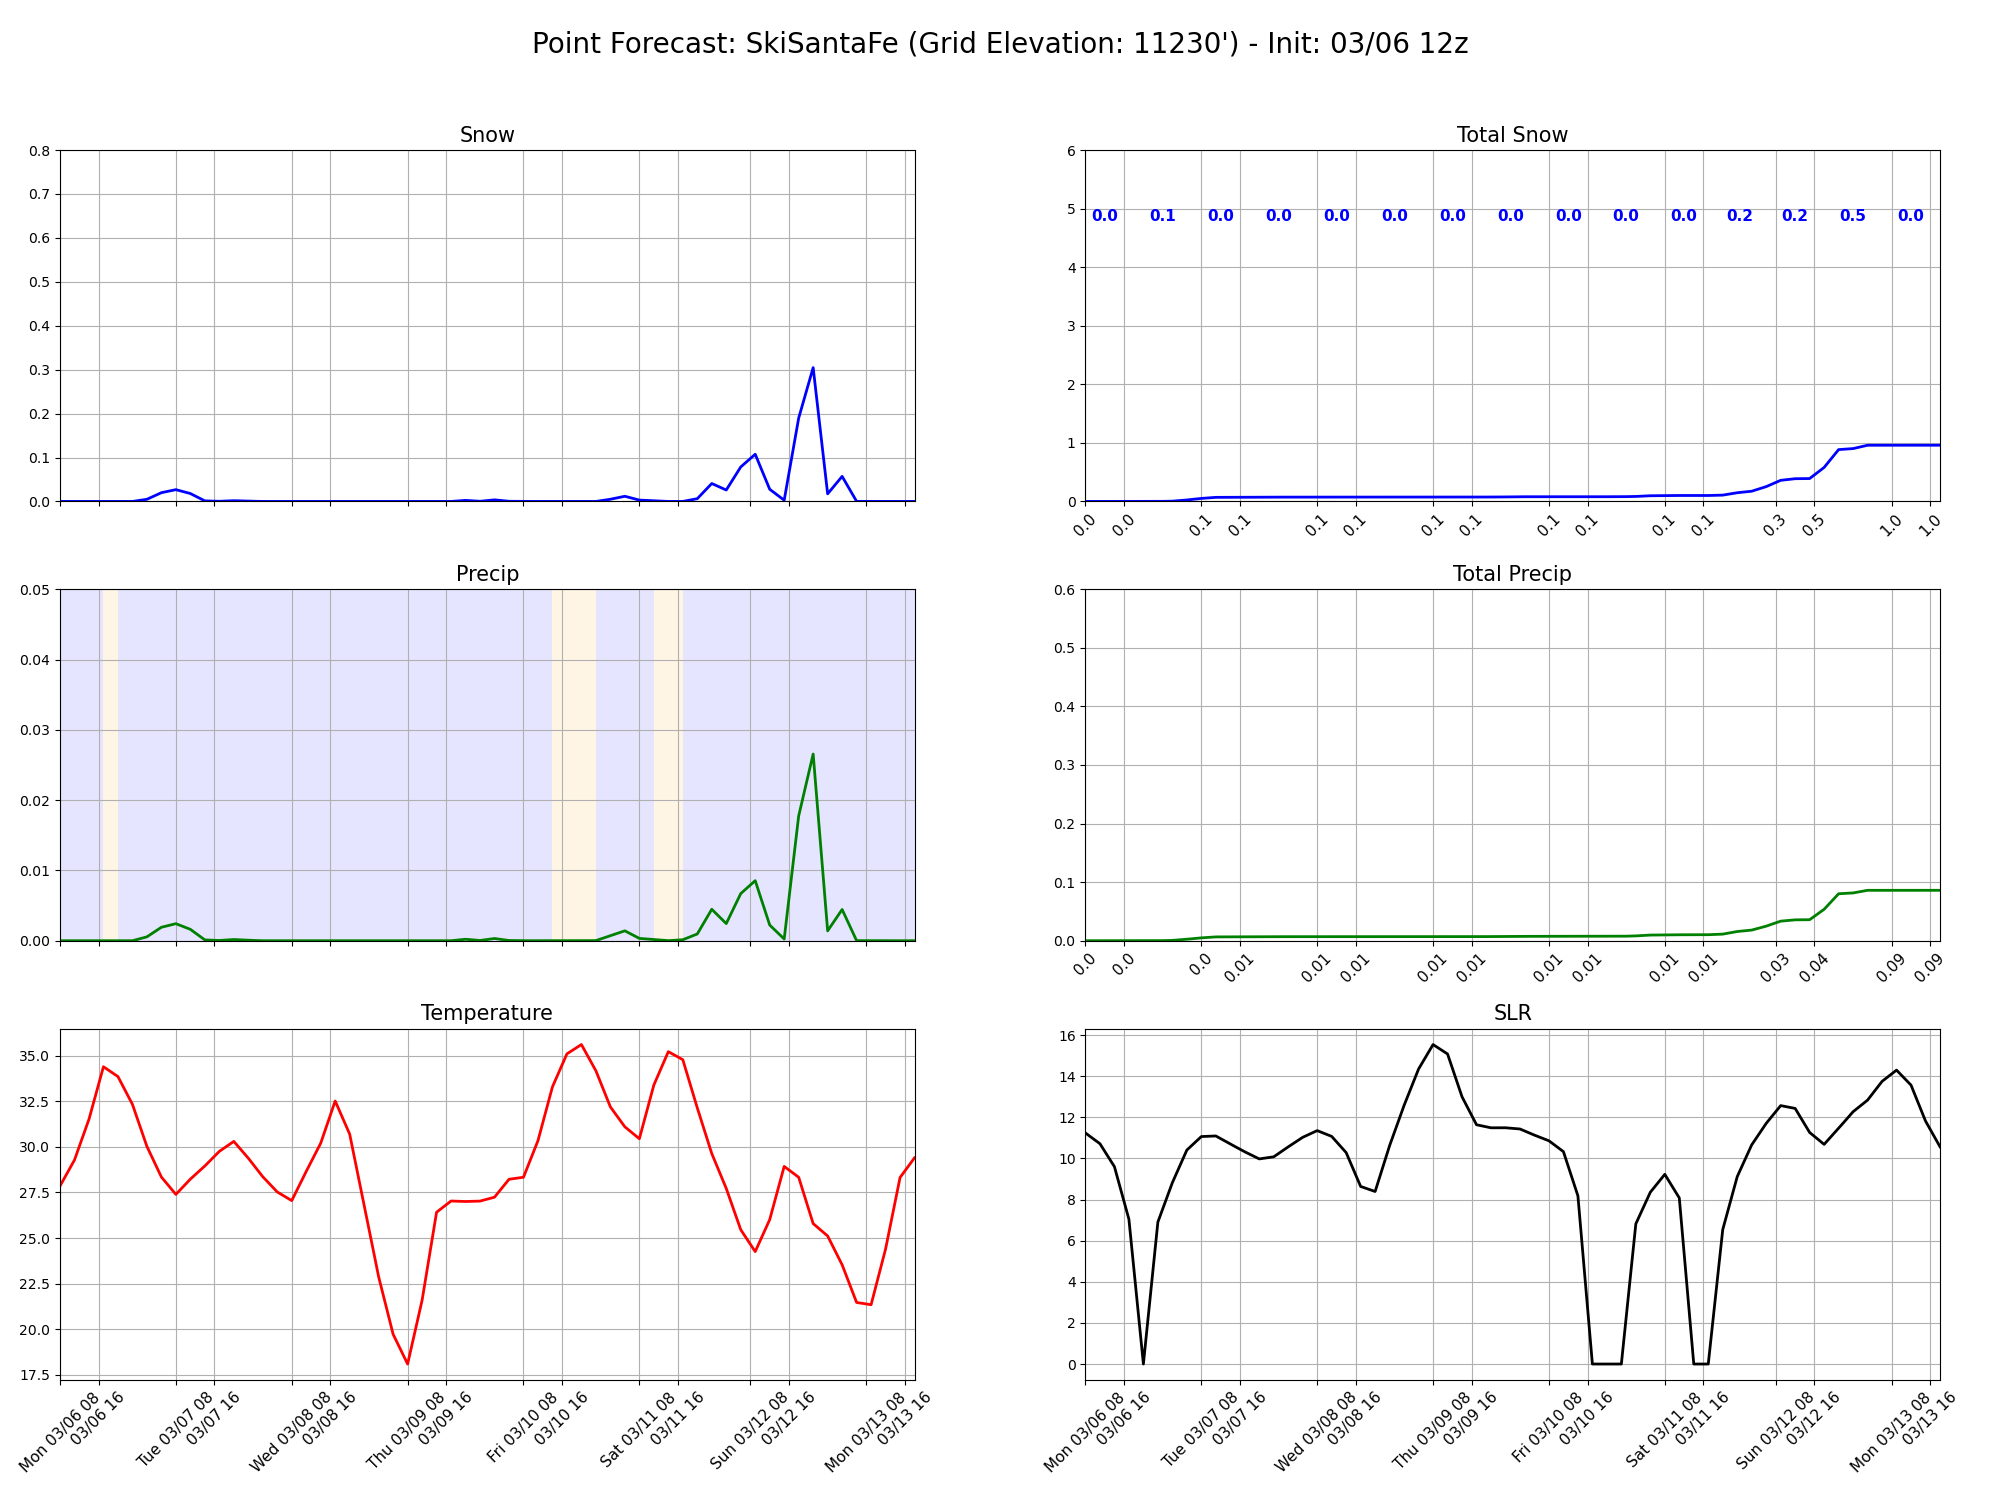 Point Forecast: SkiSantaFe (Grid Elevation: 11230') - Init: 03/06 12z
Snow
0.8
0.7
0.6
0.5
0.4
0.3
0.2
0.1
0.0
Total Snow
6
5
4
3
2
1
0
0.0 0.1 0.0 0.0 0.0 0.0 0.0 0.0 0.0 0.0 0.0 0.2 0.2 0.5 0.0
0.0 0.0 0.1 0.1 0.1 0.1 0.1 0.1 0.1 0.1 0.1 0.1 0.3 0.5 1.0 1.0
Precip
0.05
0.04
0.03
0.02
0.01
0.00
Total Precip
0.6
0.5
0.4
0.3
0.2
0.1
0.0
0.0 0.0 0.0 0.01 0.01 0.01 0.01 0.01 0.01 0.01 0.01 0.01 0.03 0.04 0.09 0.09
Temperature
35.0
32.5
30.0
27.5
25.0
22.5
20.0
17.5
Mon 03/06 08
03/06 16
Tue 03/07 08
03/07 16
Wed 03/08 08
03/08 16
Thu 03/09 08
03/09 16
Fri 03/10 08
03/10 16
Sat 03/11 08
03/11 16
Sun 03/12 08
03/12 16
Mon 03/13 08
03/13 16
SLR
16
14
12
10
8
6
4
2
0
Mon 03/06 08
03/06 16
Tue 03/07 08
03/07 16
Wed 03/08 08
03/08 16
Thu 03/09 08
03/09 16
Fri 03/10 08
03/10 16
Sat 03/11 08
03/11 16
Sun 03/12 08
03/12 16
Mon 03/13 08
03/13 16